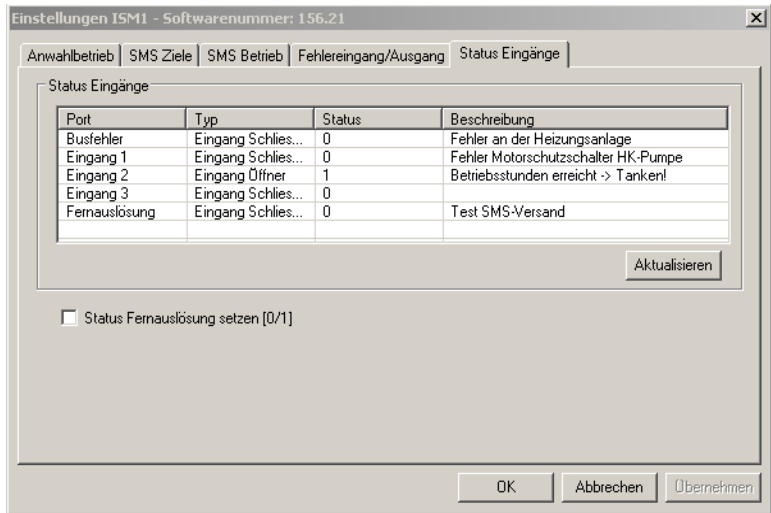 Einstellungen ISM1 - Softwarenummer: 156.21
Anwahlbetrieb SMS Ziele SMS Betrieb Fehlereingang/Ausgang Status Eingänge
Status Eingänge
Port Typ Status Beschreibung
Busfehler Eingang Schlies... 0 Fehler an der Heizungsanlage
Eingang 1 Eingang Schlies... 0 Fehler Motorschutzschalter HK-Pumpe
Eingang 2 Eingang Öffner 1 Betriebsstunden erreicht -> Tanken!
Eingang 3 Eingang Schlies... 0
Fernauslösung Eingang Schlies... 0 Test SMS-Versand
Aktualisieren
Status Fernauslösung setzen [0/1]
OK Abbrechen Übernehmen